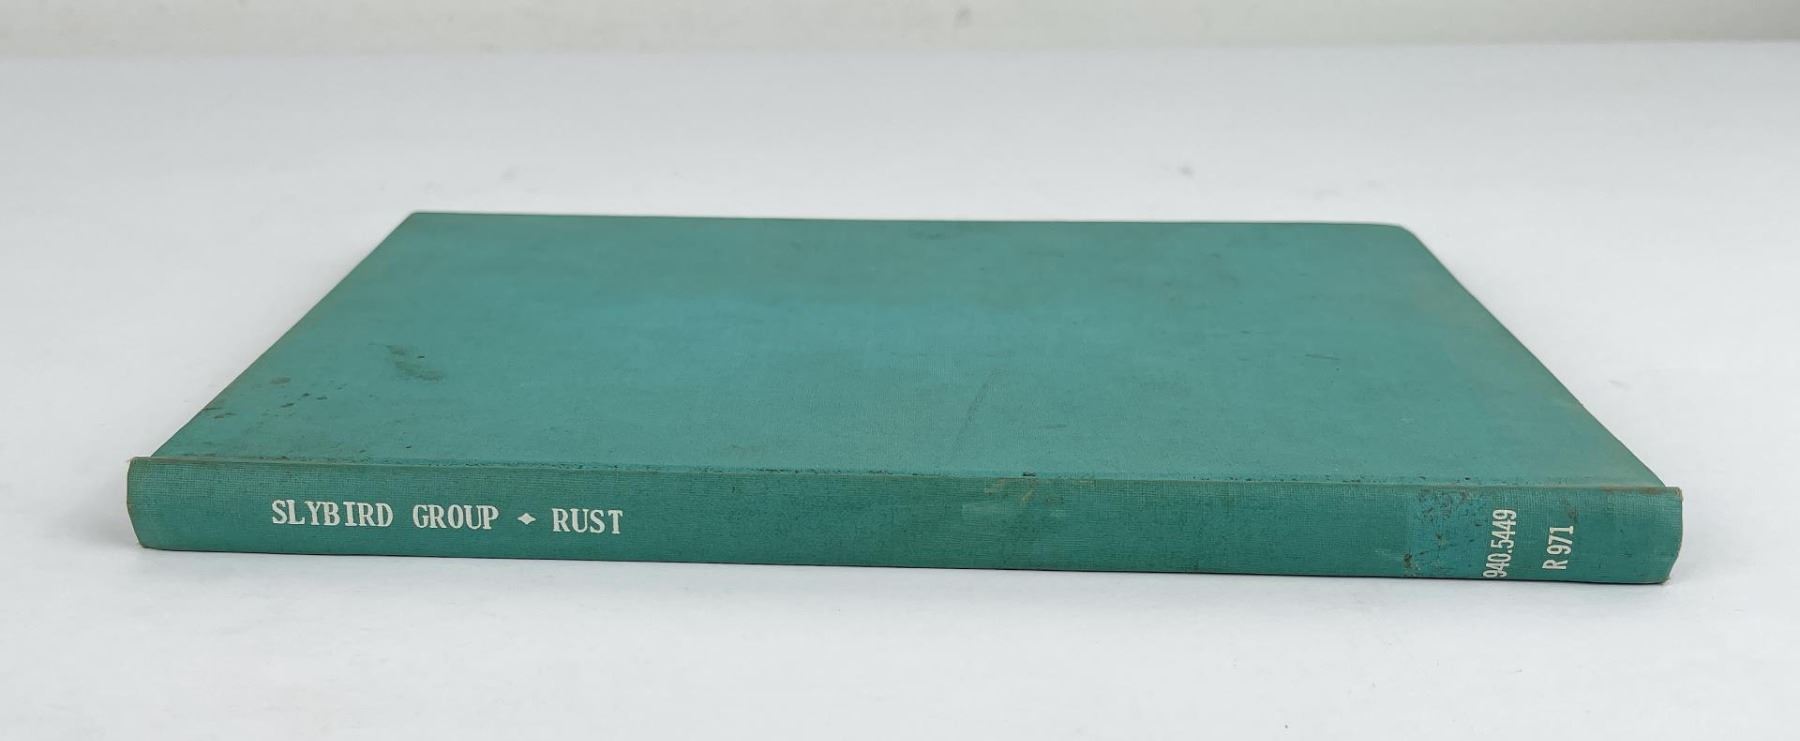 SLYBIRD GROUP ✦ RUST
940.5449
R 971